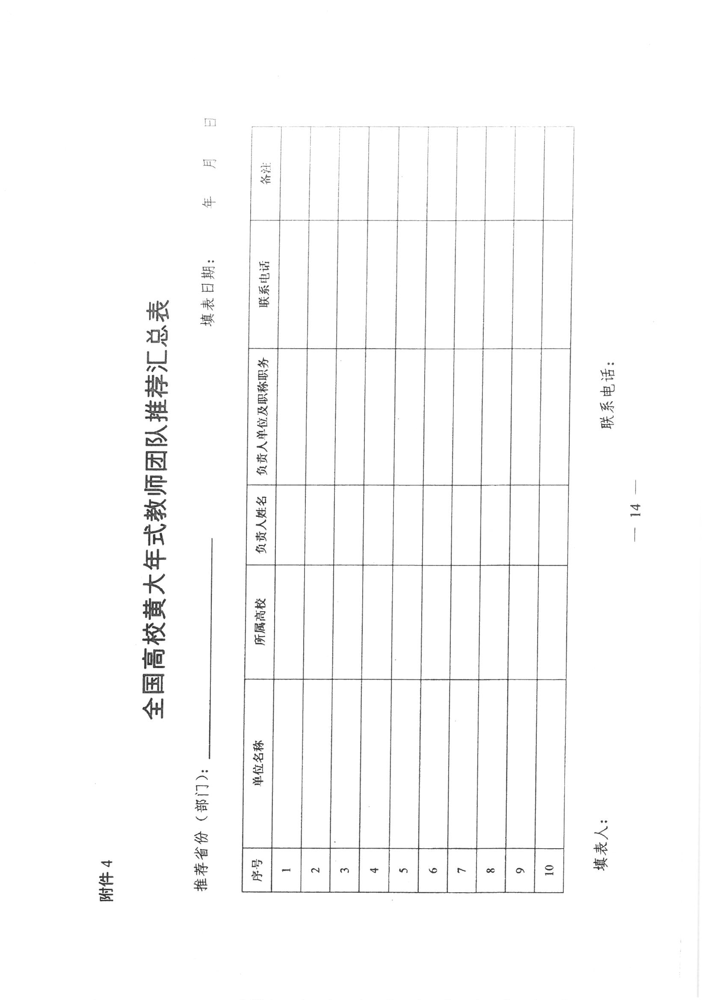 附件 4
全国高校黄大年式教师团队推荐汇总表
推荐省份（部门）：　　　填表日期：　　年　　月　　日
序号　单位名称　所属高校　负责人姓名　负责人单位及职称职务　联系电话　备注
1
2
3
4
5
6
7
8
9
10
填表人：　　　联系电话：
— 14 —